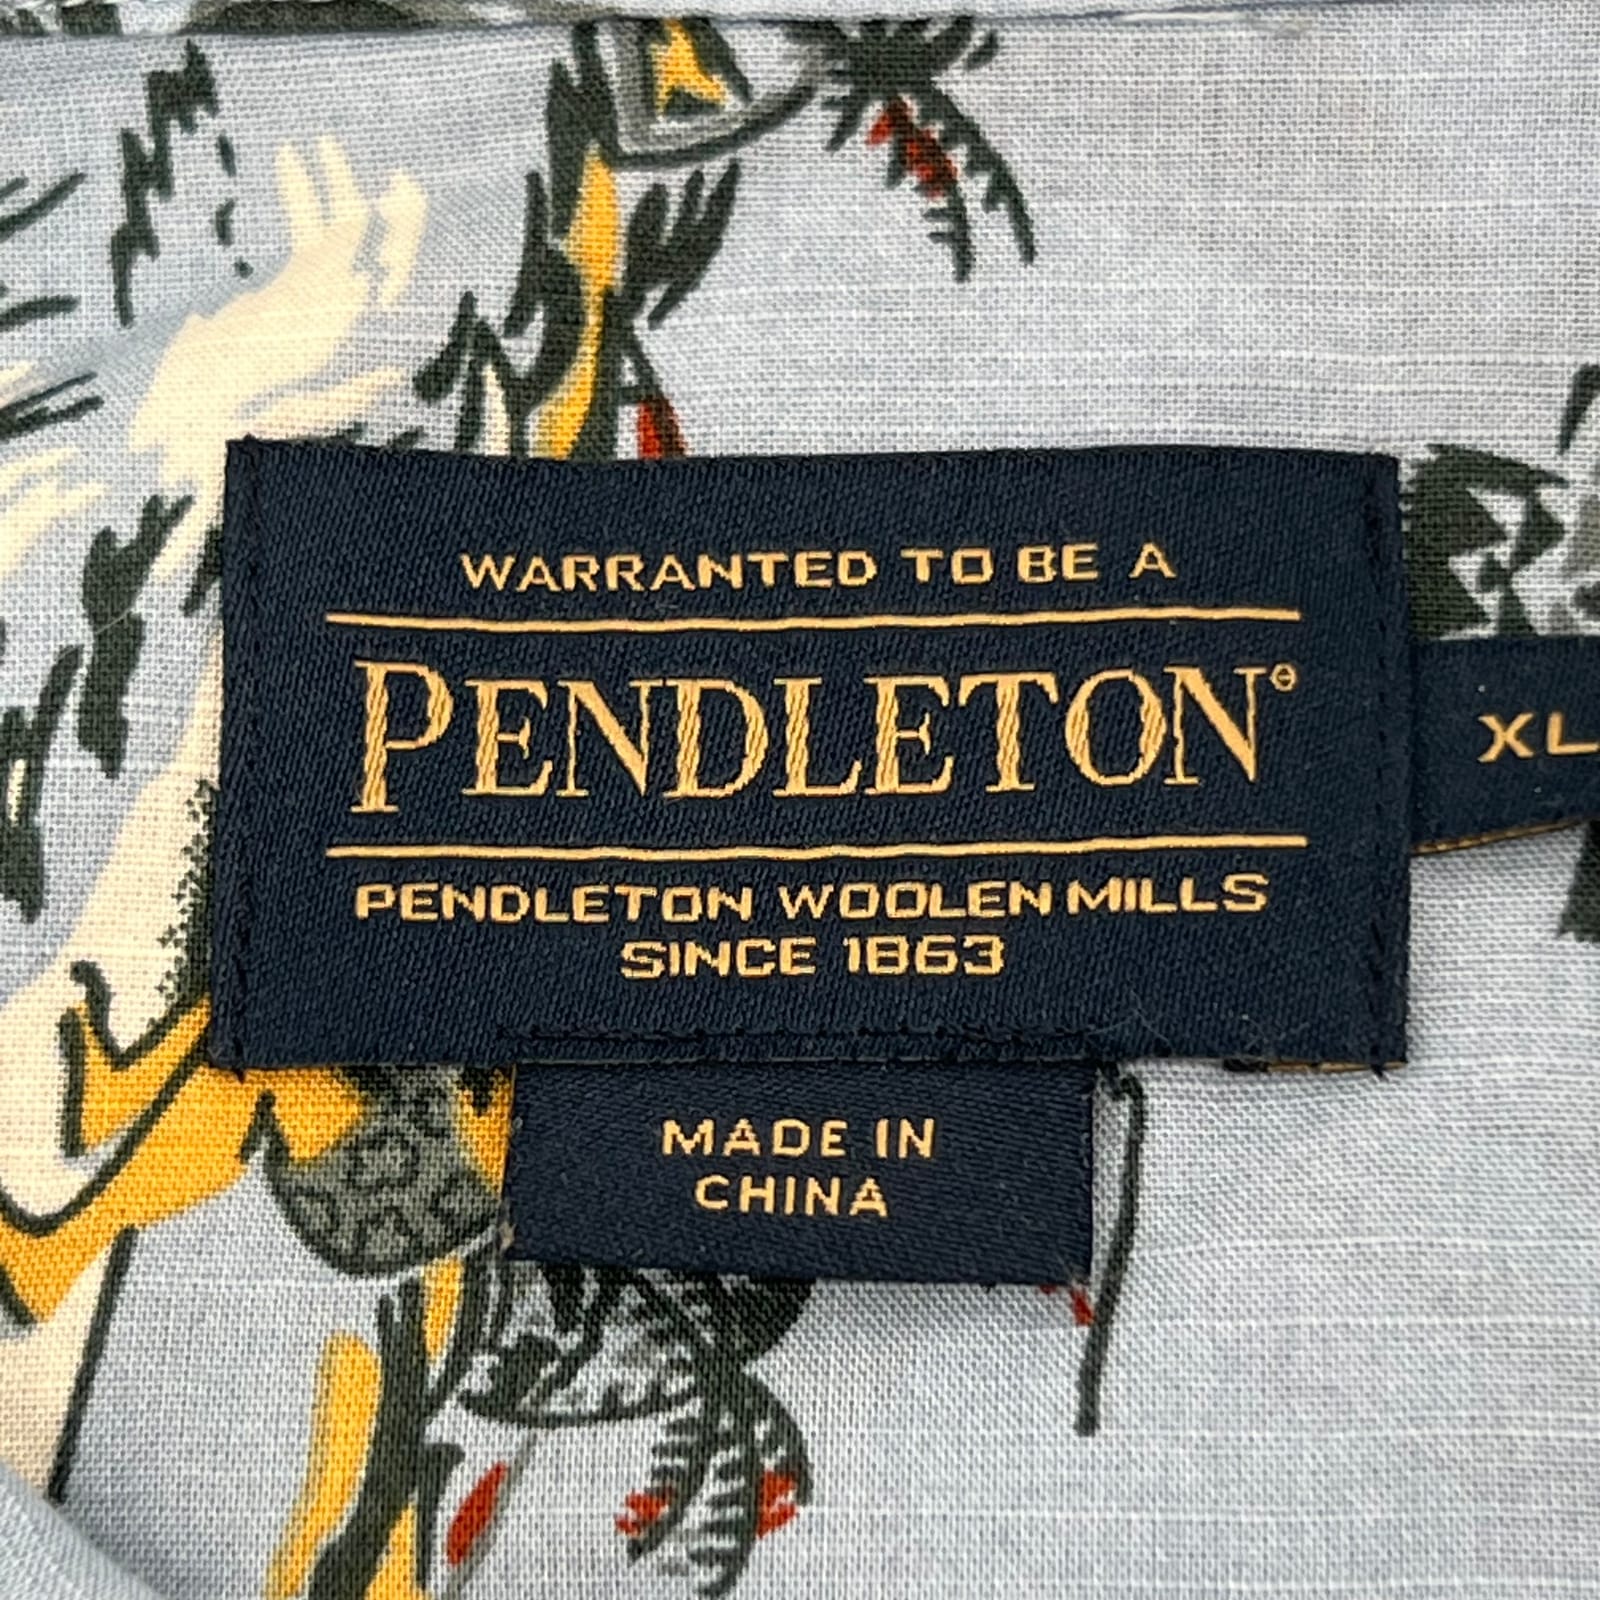 WARRANTED TO BE A
PENDLETON®
XL
PENDLETON WOOLEN MILLS
SINCE 1863
MADE IN
CHINA